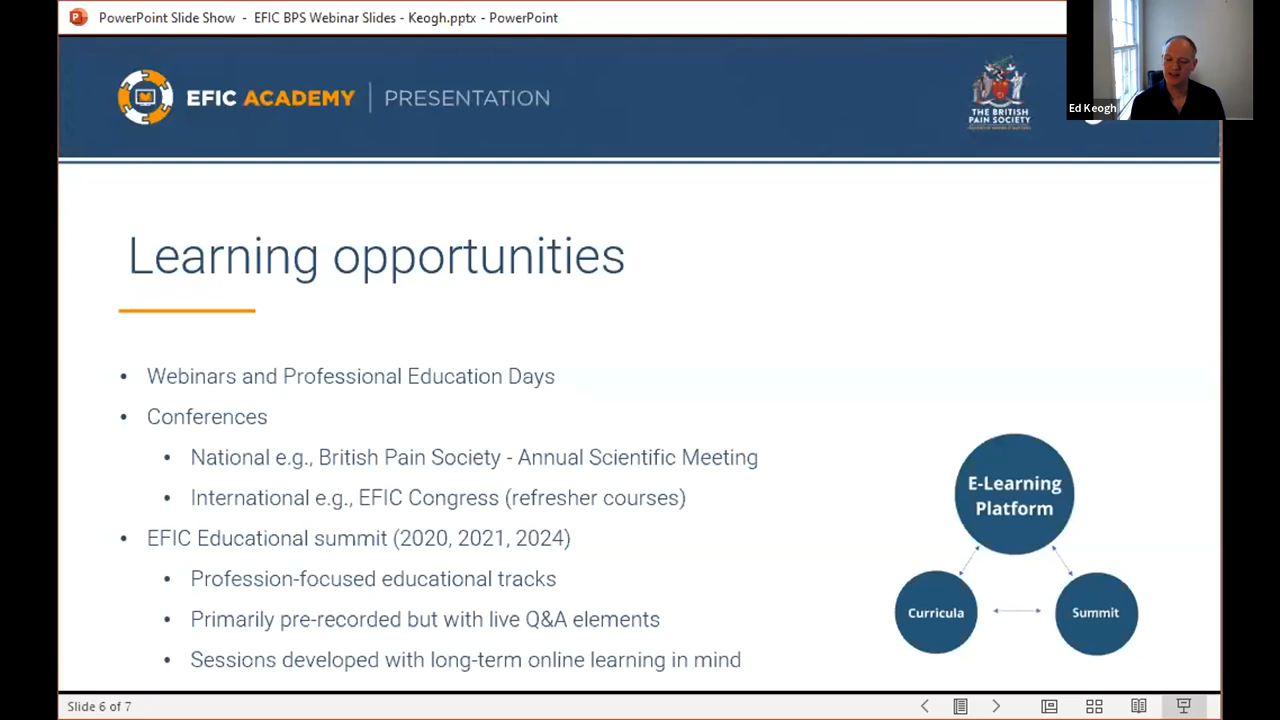 PowerPoint Slide Show - EFIC BPS Webinar Slides - Keogh.pptx - PowerPoint
EFIC ACADEMY | PRESENTATION
THE BRITISH
PAIN SOCIETY
Ed Keogh
Learning opportunities
• Webinars and Professional Education Days
• Conferences
• National e.g., British Pain Society - Annual Scientific Meeting
• International e.g., EFIC Congress (refresher courses)
• EFIC Educational summit (2020, 2021, 2024)
• Profession-focused educational tracks
• Primarily pre-recorded but with live Q&A elements
• Sessions developed with long-term online learning in mind
E-Learning
Platform
Curricula
Summit
Slide 6 of 7